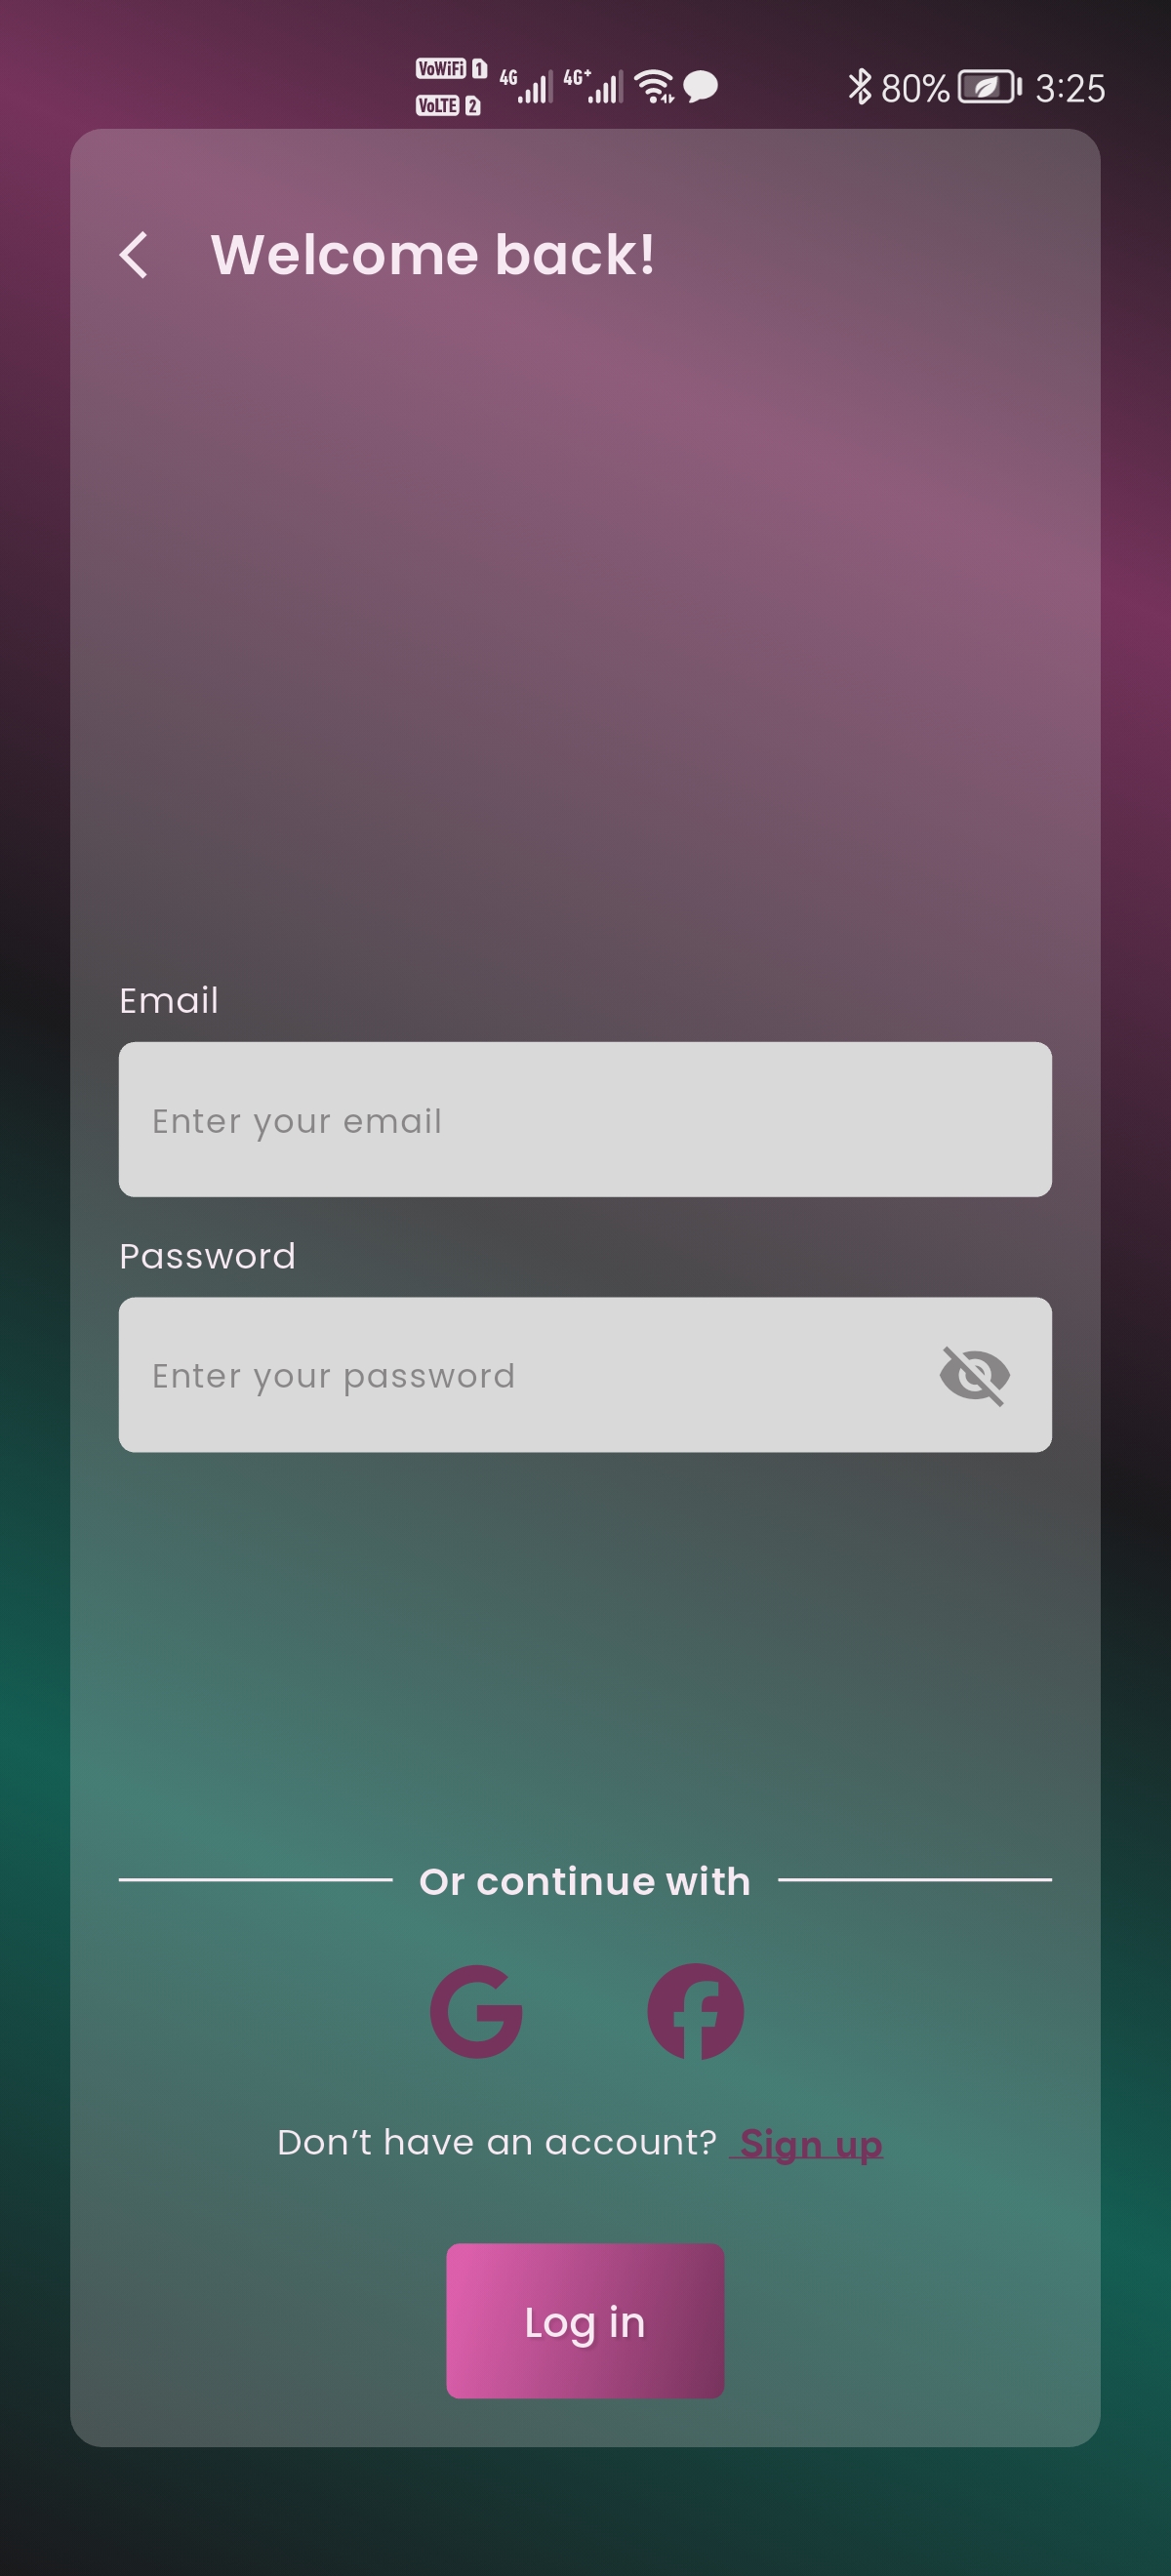 VoWiFi 1 4G 4G+ 80% 3:25
VoLTE 2
Welcome back!
Email
Enter your email
Password
Enter your password
Or continue with
Don’t have an account? Sign up
Log in